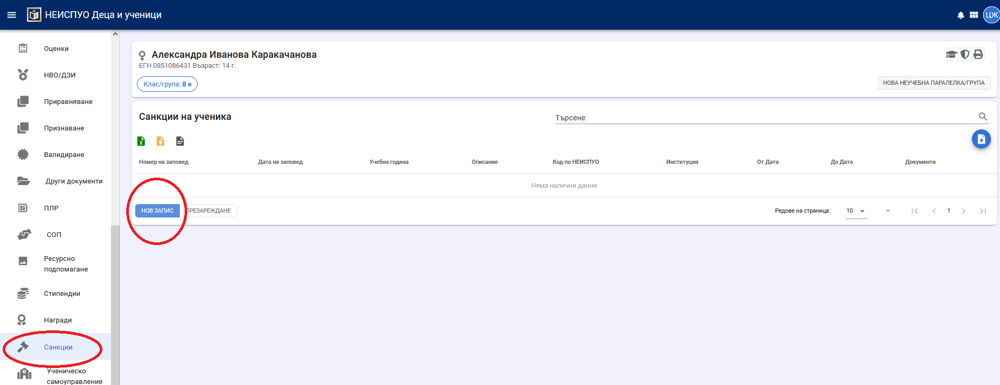 НЕИСПУО Деца и ученици
ЦЖ
Оценки
НВО/ДЗИ
Приравняване
Признаване
Валидиране
Други документи
ПЛР
СОП
Ресурсно
подпомагане
Стипендии
Награди
Санкции
Ученическо
самоуправление
Александра Иванова Каракачанова
ЕГН 0851086431 Възраст: 14 г.
Клас/група: 8 е
НОВА НЕУЧЕБНА ПАРАЛЕЛКА/ГРУПА
Санкции на ученика
Търсене
Номер на заповед Дата на заповед Учебна година Описание Код по НЕИСПУО Институция От Дата До Дата Документи
Няма налични данни
НОВ ЗАПИС ПРЕЗАРЕЖДАНЕ Редове на страница: 10 – 1